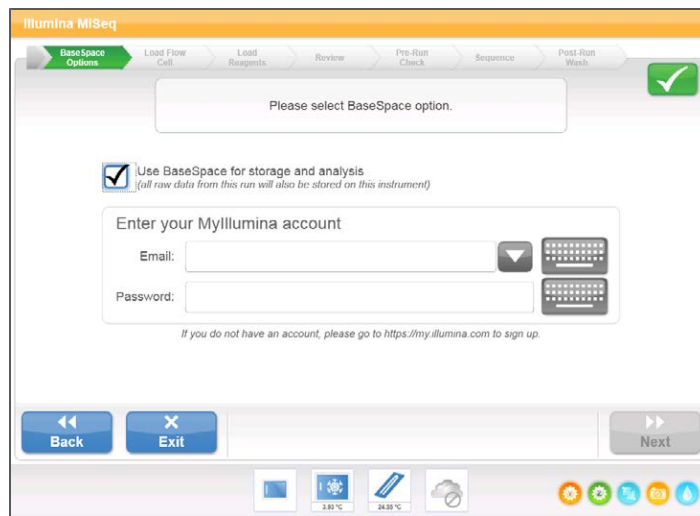 Illumina MiSeq
BaseSpace
Options
Load Flow
Cell
Load
Reagents
Review
Pre-Run
Check
Sequence
Post-Run
Wash
Please select BaseSpace option.
Use BaseSpace for storage and analysis
(all raw data from this run will also be stored on this instrument)
Enter your MyIllumina account
Email:
Password:
If you do not have an account, please go to https://my.illumina.com to sign up.
Back
Exit
Next
3.93 °C
24.55 °C